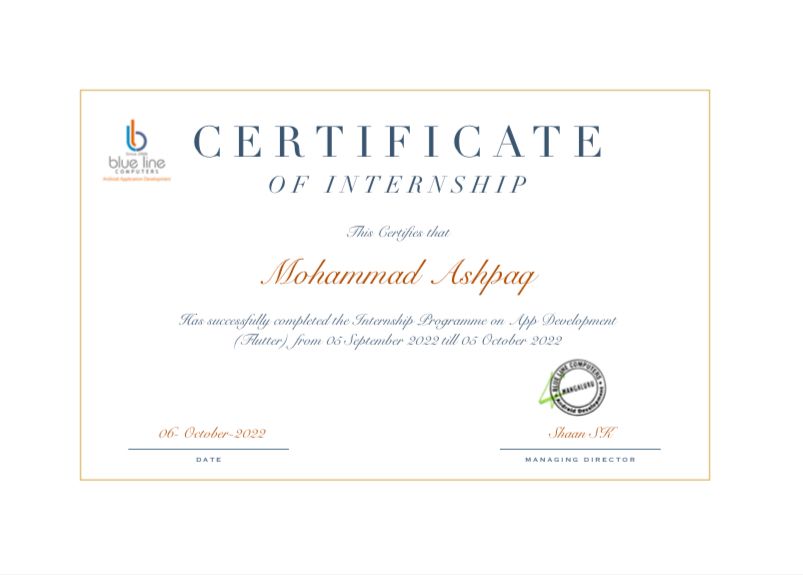 Since 2000
blue line
COMPUTERS
Android Application Development
CERTIFICATE
OF INTERNSHIP
This Certifies that
Mohammad Ashpaq
Has successfully completed the Internship Programme on App Development
(Flutter) from 05 September 2022 till 05 October 2022
BLUE LINE COMPUTERS
MANGALURU
Android Development
06- October-2022
Shaan SK
DATE
MANAGING DIRECTOR